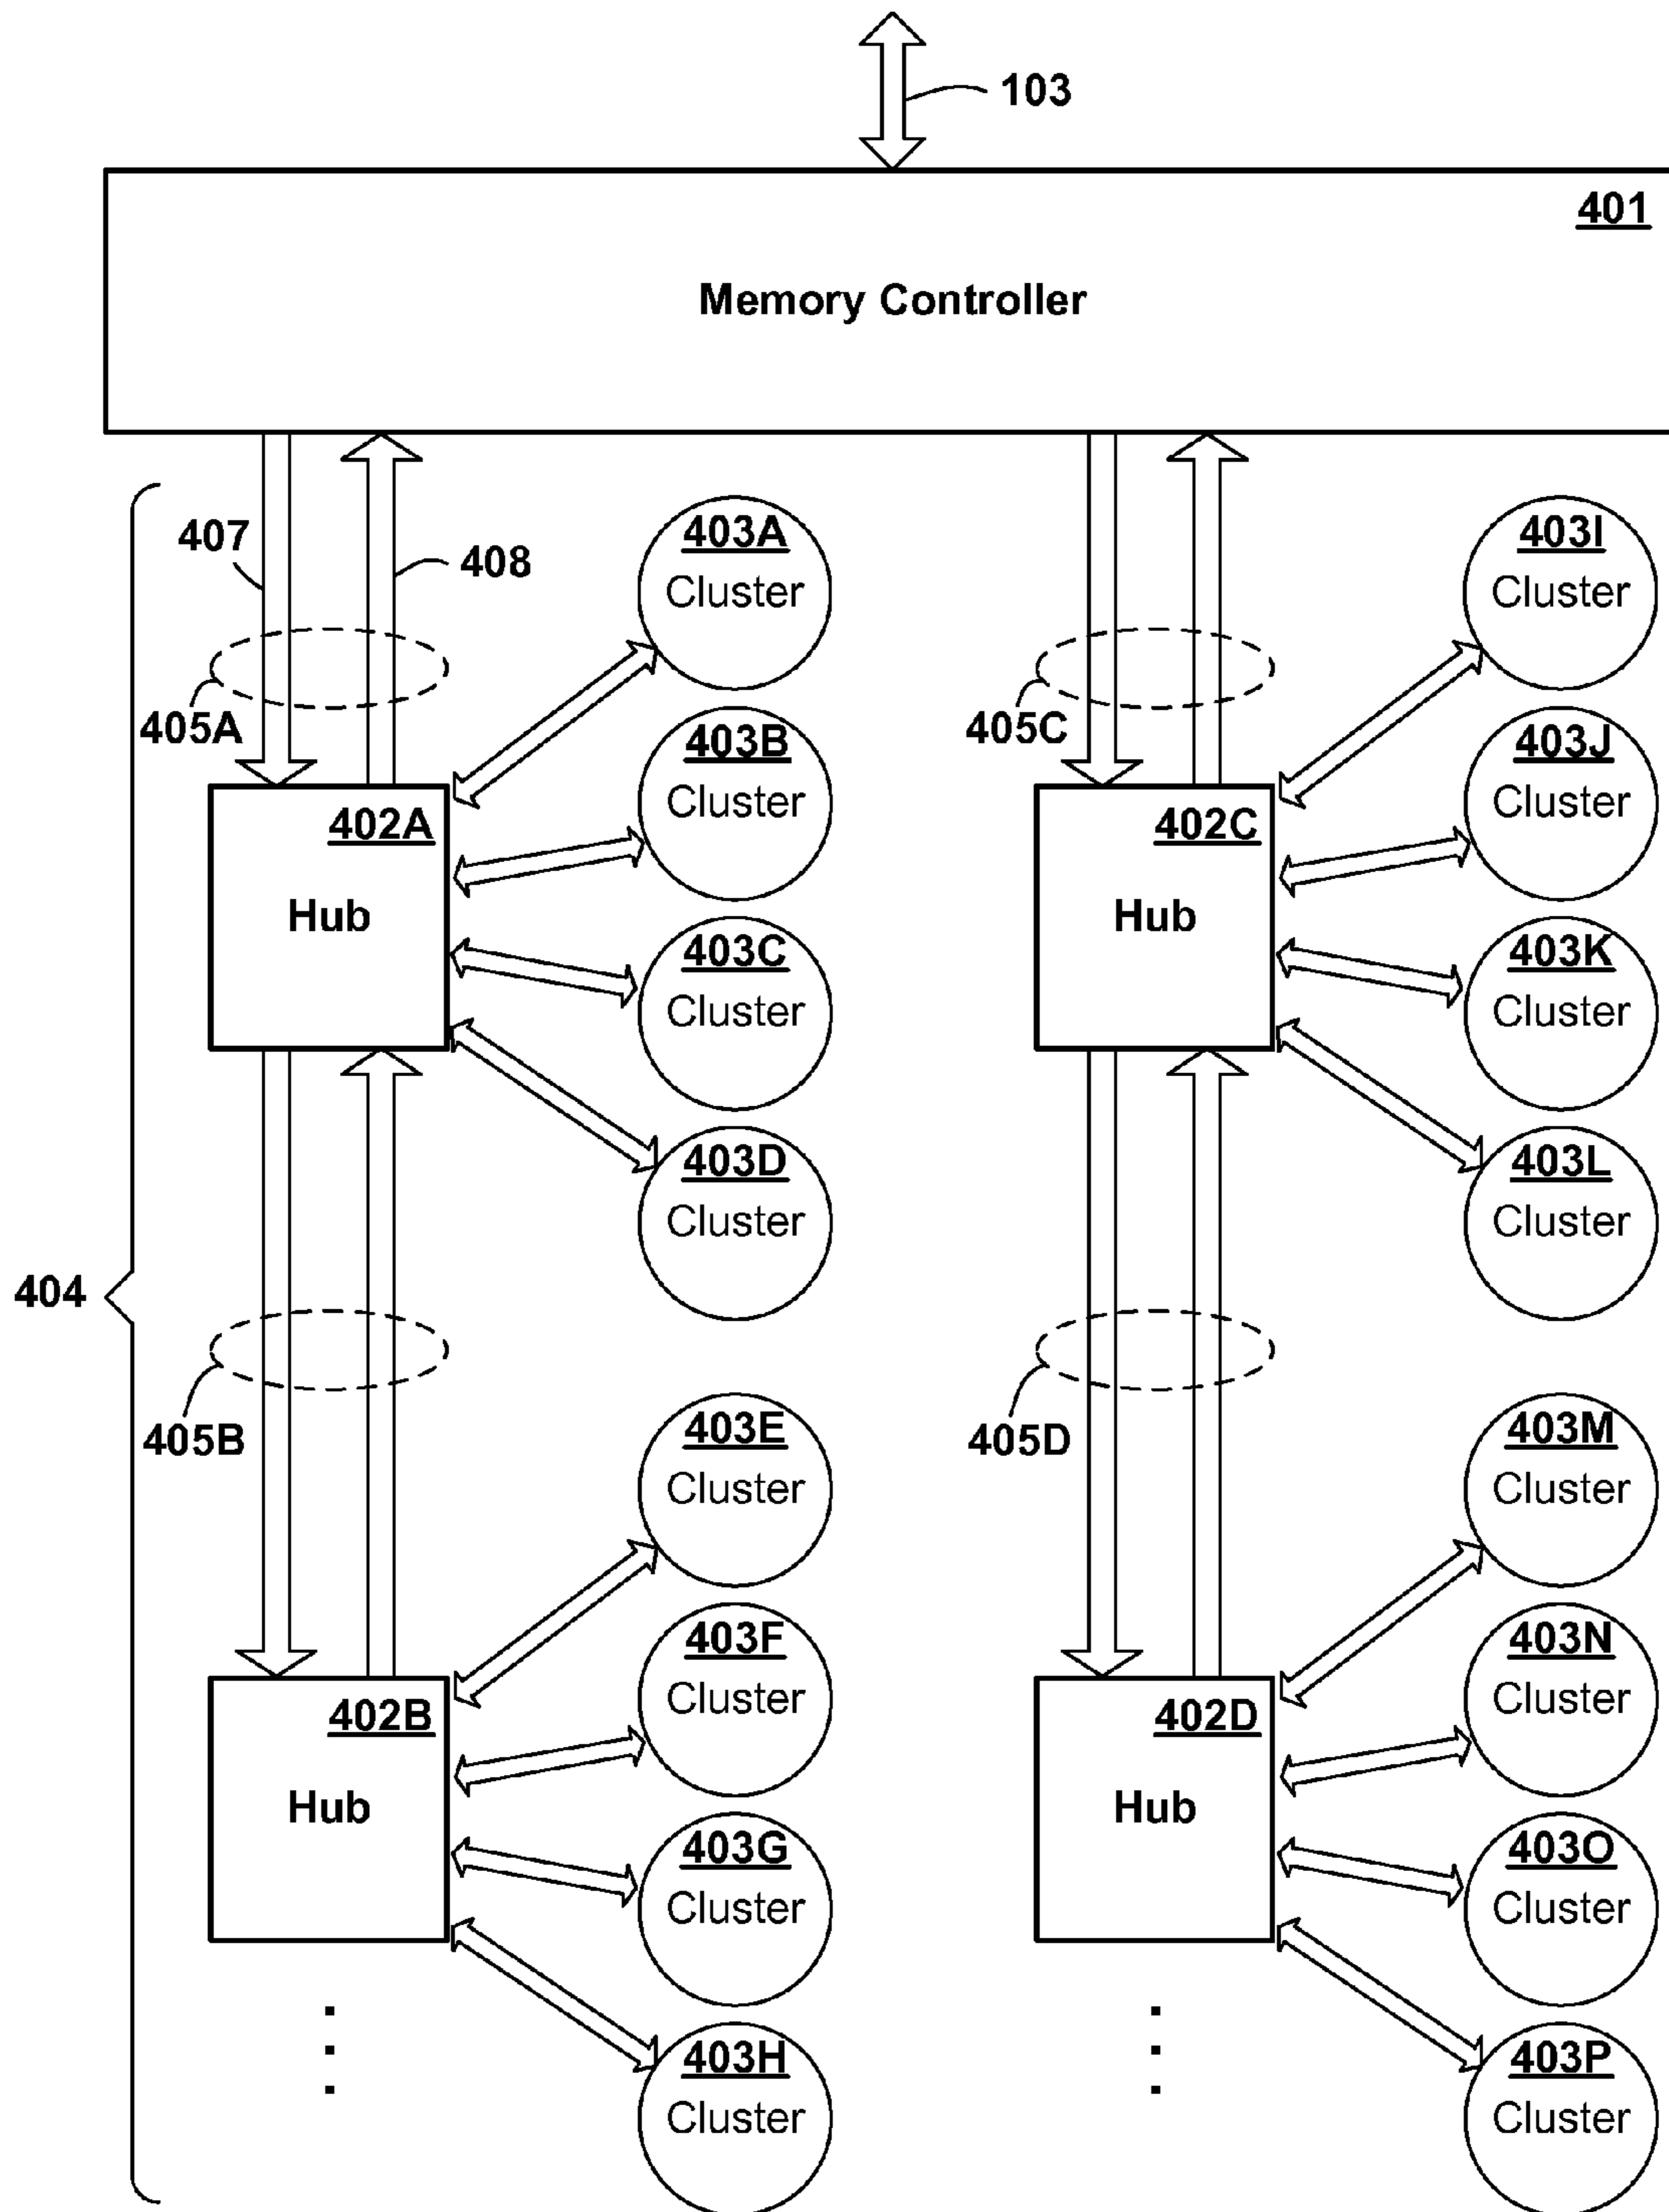 103
401
Memory Controller
407
408
403A
Cluster
403I
Cluster
405A
405C
403B
Cluster
403J
Cluster
402A
Hub
402C
Hub
403C
Cluster
403K
Cluster
403D
Cluster
403L
Cluster
404
405B
405D
403E
Cluster
403M
Cluster
403F
Cluster
403N
Cluster
402B
Hub
402D
Hub
403G
Cluster
403O
Cluster
403H
Cluster
403P
Cluster